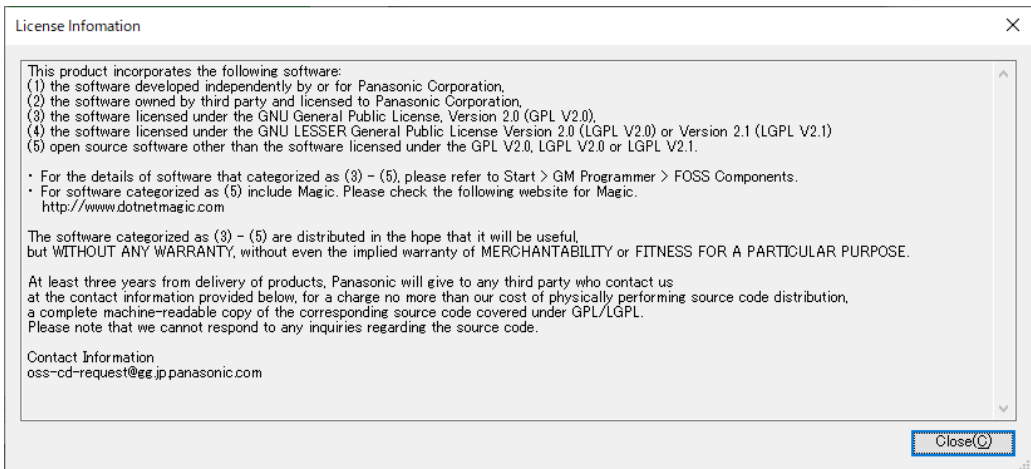 License Infomation
This product incorporates the following software:
(1) the software developed independently by or for Panasonic Corporation,
(2) the software owned by third party and licensed to Panasonic Corporation,
(3) the software licensed under the GNU General Public License, Version 2.0 (GPL V2.0),
(4) the software licensed under the GNU LESSER General Public License Version 2.0 (LGPL V2.0) or Version 2.1 (LGPL V2.1)
(5) open source software other than the software licensed under the GPL V2.0, LGPL V2.0 or LGPL V2.1.
・For the details of software that categorized as (3) - (5), please refer to Start > GM Programmer > FOSS Components.
・For software categorized as (5) include Magic. Please check the following website for Magic.
http://www.dotnetmagic.com
The software categorized as (3) - (5) are distributed in the hope that it will be useful,
but WITHOUT ANY WARRANTY, without even the implied warranty of MERCHANTABILITY or FITNESS FOR A PARTICULAR PURPOSE.
At least three years from delivery of products, Panasonic will give to any third party who contact us
at the contact information provided below, for a charge no more than our cost of physically performing source code distribution,
a complete machine-readable copy of the corresponding source code covered under GPL/LGPL.
Please note that we cannot respond to any inquiries regarding the source code.
Contact Information
oss-cd-request@gg.jp.panasonic.com
Close(C)